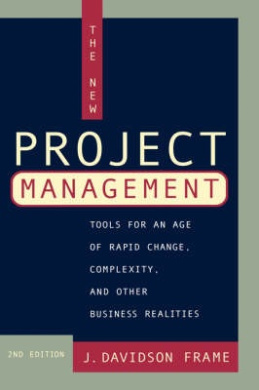 THE NEW
PROJECT
MANAGEMENT
TOOLS FOR AN AGE
OF RAPID CHANGE,
COMPLEXITY,
AND OTHER
BUSINESS REALITIES
2ND EDITION
J. DAVIDSON FRAME